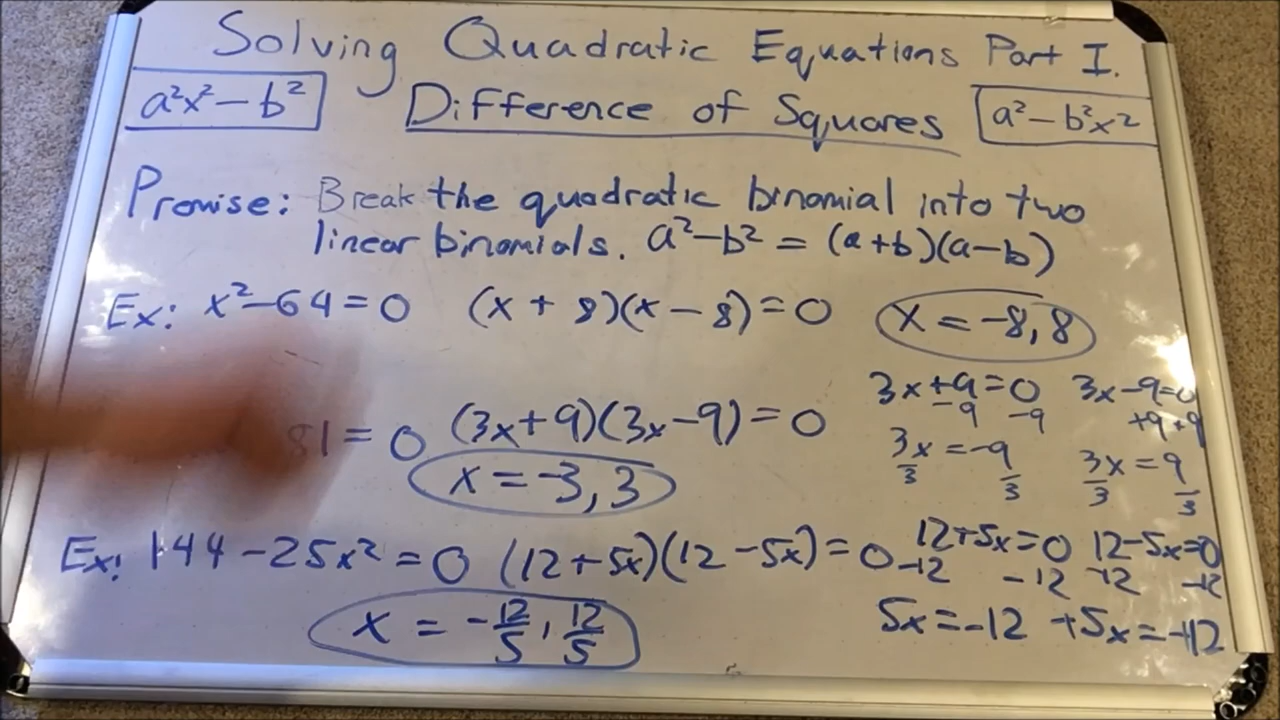 Solving Quadratic Equations Part I.
a²x² - b² Difference of Squares a² - b²x²
Promise: Break the quadratic binomial into two
linear binomials. a² - b² = (a+b)(a-b)
Ex: x² - 64 = 0 (x + 8)(x - 8) = 0 x = -8, 8
3x+9=0 3x-9=0
-9 -9 +9 +9
81 = 0 (3x+9)(3x-9) = 0
3x = -9 3x = 9
3 3 3 3
x = -3, 3
Ex: 144 - 25x² = 0 (12+5x)(12-5x) = 0 12+5x=0 12-5x=0
-12 -12 -12 -12
5x = -12
x = -12/5, 12/5